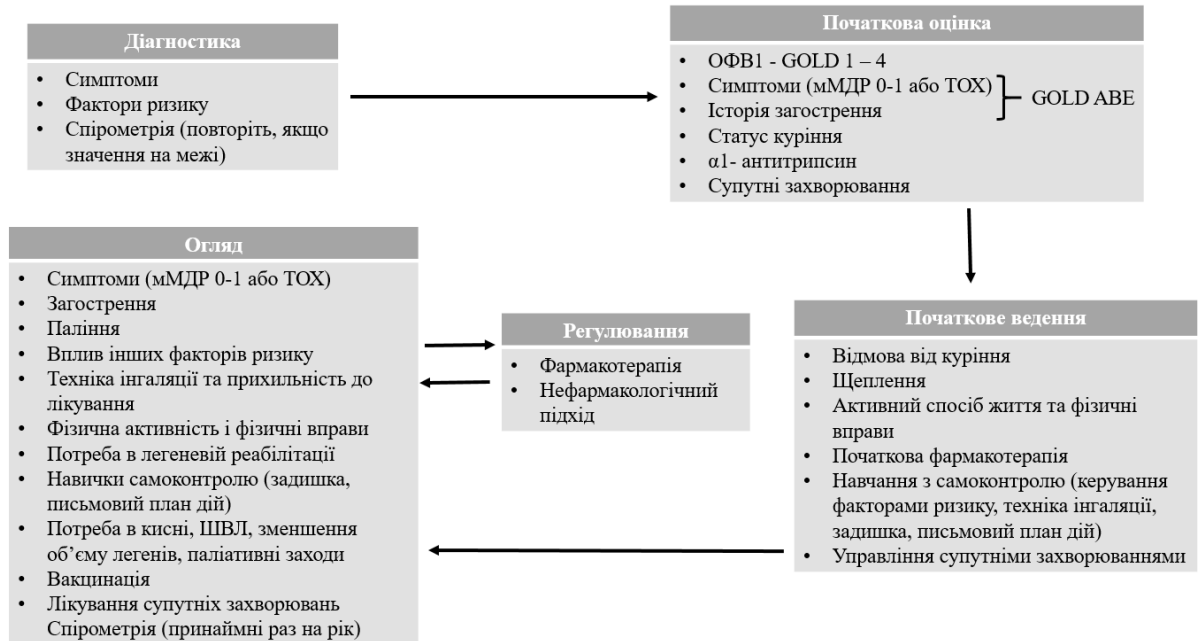 Діагностика
• Симптоми
• Фактори ризику
• Спірометрія (повторіть, якщо
значення на межі)
Початкова оцінка
• ОФВ1 - GOLD 1 – 4
• Симптоми (мМДР 0-1 або ТОХ)
• Історія загострення
GOLD ABE
• Статус куріння
• α1- антитрипсин
• Супутні захворювання
Початкове ведення
• Відмова від куріння
• Щеплення
• Активний спосіб життя та фізичні
вправи
• Початкова фармакотерапія
• Навчання з самоконтролю (керування
факторами ризику, техніка інгаляції,
задишка, письмовий план дій)
• Управління супутніми захворюваннями
Огляд
• Симптоми (мМДР 0-1 або ТОХ)
• Загострення
• Паління
• Вплив інших факторів ризику
• Техніка інгаляції та прихильність до
лікування
• Фізична активність і фізичні вправи
• Потреба в легеневій реабілітації
• Навички самоконтролю (задишка,
письмовий план дій)
• Потреба в кисні, ШВЛ, зменшення
об’єму легенів, паліативні заходи
• Вакцинація
• Лікування супутніх захворювань
Спірометрія (принаймні раз на рік)
Регулювання
• Фармакотерапія
• Нефармакологічний
підхід